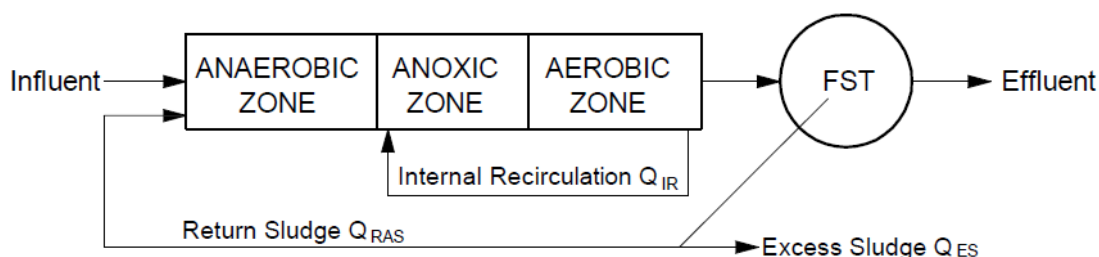 Influent
ANAEROBIC
ZONE
ANOXIC
ZONE
AEROBIC
ZONE
FST
Effluent
Internal Recirculation Q IR
Return Sludge Q RAS
Excess Sludge Q ES